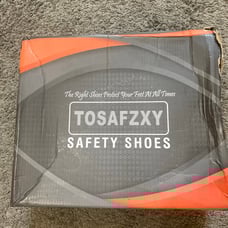 The Right Shoes Protect Your Feet At All Times
TOSAFZXY
SAFETY SHOES